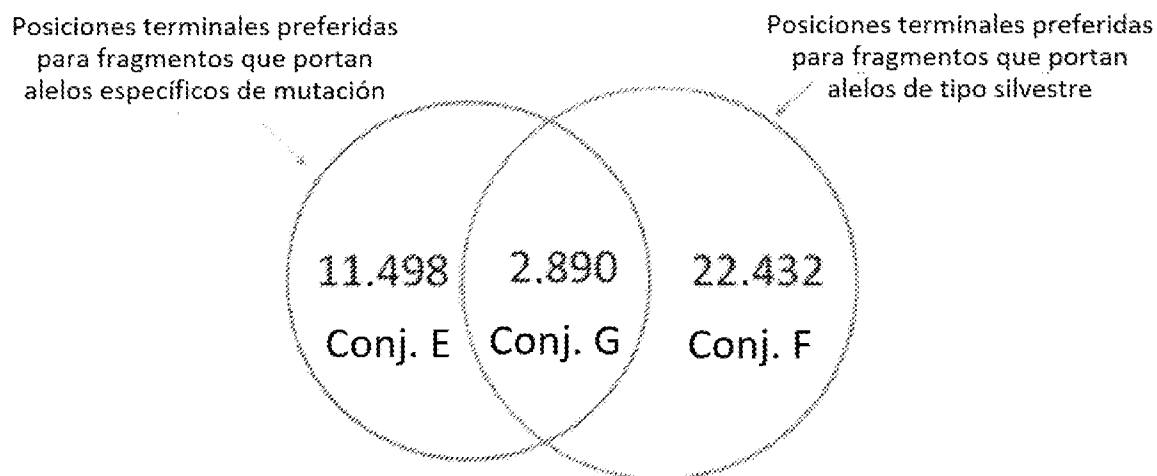 Posiciones terminales preferidas
para fragmentos que portan
alelos específicos de mutación
Posiciones terminales preferidas
para fragmentos que portan
alelos de tipo silvestre
11.498
2.890
22.432
Conj. E
Conj. G
Conj. F